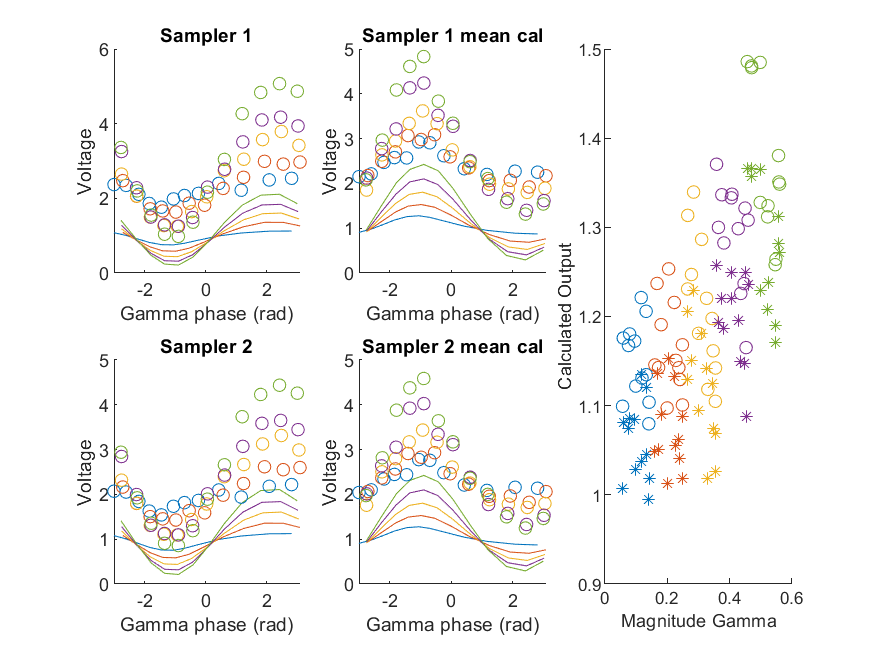 Sampler 1
6
4
2
0
Voltage
-2 0 2
Gamma phase (rad)
Sampler 1 mean cal
5
4
3
2
1
0
Voltage
-2 0 2
Gamma phase (rad)
Sampler 2
5
4
3
2
1
0
Voltage
-2 0 2
Gamma phase (rad)
Sampler 2 mean cal
5
4
3
2
1
0
Voltage
-2 0 2
Gamma phase (rad)
1.5
1.4
1.3
1.2
1.1
1
0.9
Calculated Output
0 0.2 0.4 0.6
Magnitude Gamma